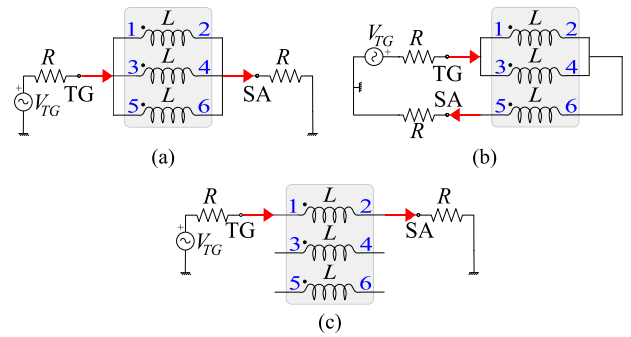 L
1 2
R
3 L 4
R
+ V_TG TG SA
5 L 6
(a)
L
1 2
V_TG R
+ TG 3 L 4
SA L
5 6
R
(b)
R L R
1 2
+ V_TG TG SA
3 L 4
5 L 6
(c)